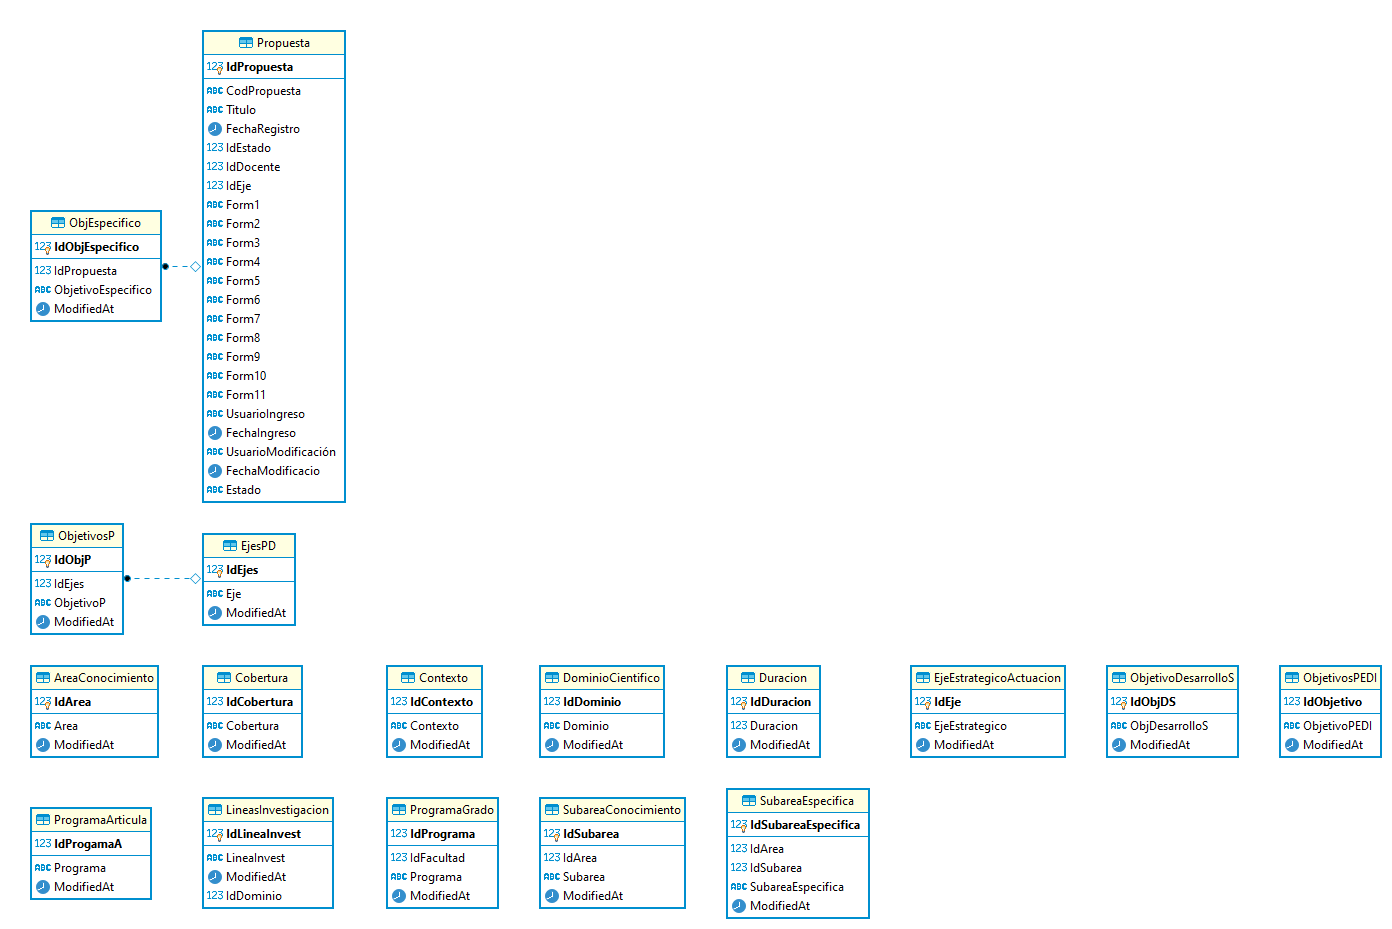 Propuesta
123 IdPropuesta
ABC CodPropuesta
ABC Titulo
FechaRegistro
123 IdEstado
123 IdDocente
123 IdEje
ABC Form1
ABC Form2
ABC Form3
ABC Form4
ABC Form5
ABC Form6
ABC Form7
ABC Form8
ABC Form9
ABC Form10
ABC Form11
ABC UsuarioIngreso
FechaIngreso
ABC UsuarioModificación
FechaModificacio
ABC Estado
ObjEspecifico
123 IdObjEspecifico
123 IdPropuesta
ABC ObjetivoEspecifico
ModifiedAt
ObjetivosP
123 IdObjP
123 IdEjes
ABC ObjetivoP
ModifiedAt
EjesPD
123 IdEjes
ABC Eje
ModifiedAt
AreaConocimiento
123 IdArea
ABC Area
ModifiedAt
Cobertura
123 IdCobertura
ABC Cobertura
ModifiedAt
Contexto
123 IdContexto
ABC Contexto
ModifiedAt
DominioCientifico
123 IdDominio
ABC Dominio
ModifiedAt
Duracion
123 IdDuracion
123 Duracion
ModifiedAt
EjeEstrategicoActuacion
123 IdEje
ABC EjeEstrategico
ModifiedAt
ObjetivoDesarrolloS
123 IdObjDS
ABC ObjDesarrolloS
ModifiedAt
ObjetivosPEDI
123 IdObjetivo
ABC ObjetivoPEDI
ModifiedAt
ProgramaArticula
123 IdProgamaA
ABC Programa
ModifiedAt
LineasInvestigacion
123 IdLineaInvest
ABC LineaInvest
ModifiedAt
123 IdDominio
ProgramaGrado
123 IdPrograma
123 IdFacultad
ABC Programa
ModifiedAt
SubareaConocimiento
123 IdSubarea
123 IdArea
ABC Subarea
ModifiedAt
SubareaEspecifica
123 IdSubareaEspecifica
123 IdArea
123 IdSubarea
ABC SubareaEspecifica
ModifiedAt